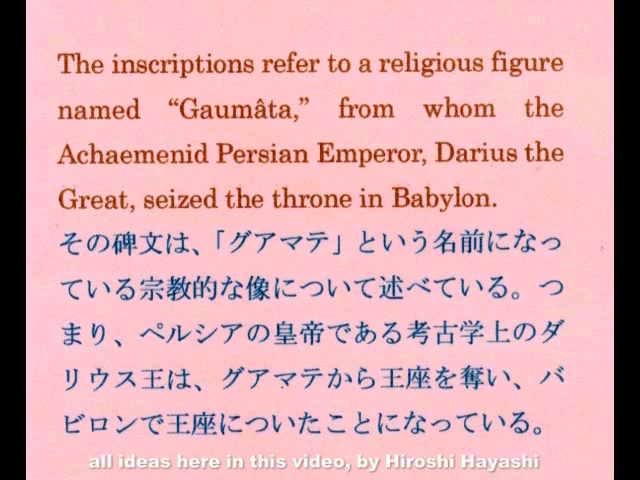 The inscriptions refer to a religious figure
named “Gaumâta,” from whom the
Achaemenid Persian Emperor, Darius the
Great, seized the throne in Babylon.
その碑文は、「グアマテ」という名前になっ
ている宗教的な像について述べている。つ
まり、ペルシアの皇帝である考古学上のダ
リウス王は、グアマテから王座を奪い、バ
ビロンで王座についたことになっている。
all ideas here in this video, by Hiroshi Hayashi